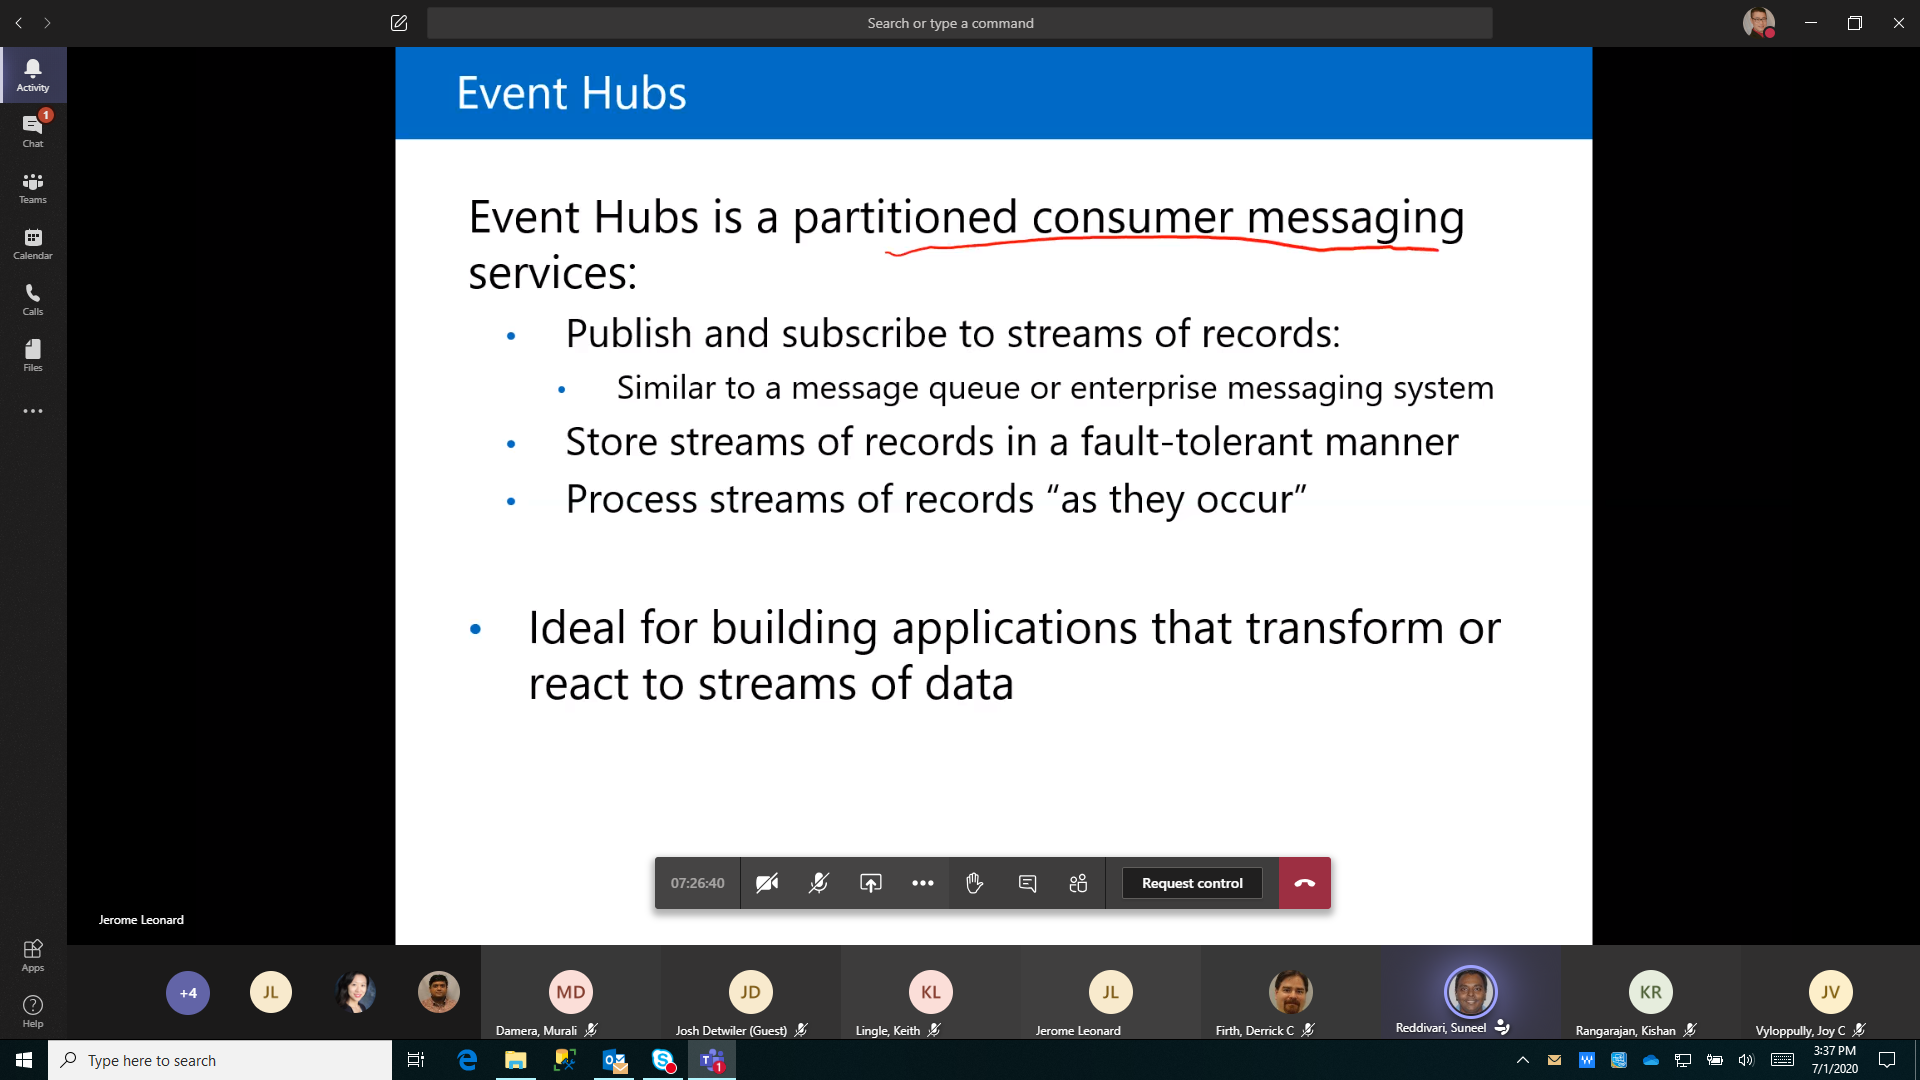 Search or type a command
Activity
1
Chat
Teams
Calendar
Calls
Files
Event Hubs
Event Hubs is a partitioned consumer messaging
services:
• Publish and subscribe to streams of records:
• Similar to a message queue or enterprise messaging system
• Store streams of records in a fault-tolerant manner
• Process streams of records “as they occur”
• Ideal for building applications that transform or
react to streams of data
07:26:40
Request control
Jerome Leonard
Apps
Help
+4
JL
MD
Damera, Murali
JD
Josh Detwiler (Guest)
KL
Lingle, Keith
JL
Jerome Leonard
Firth, Derrick C
Reddivari, Suneel
KR
Rangarajan, Kishan
JV
Vyloppully, Joy C
Type here to search
1
3:37 PM
7/1/2020